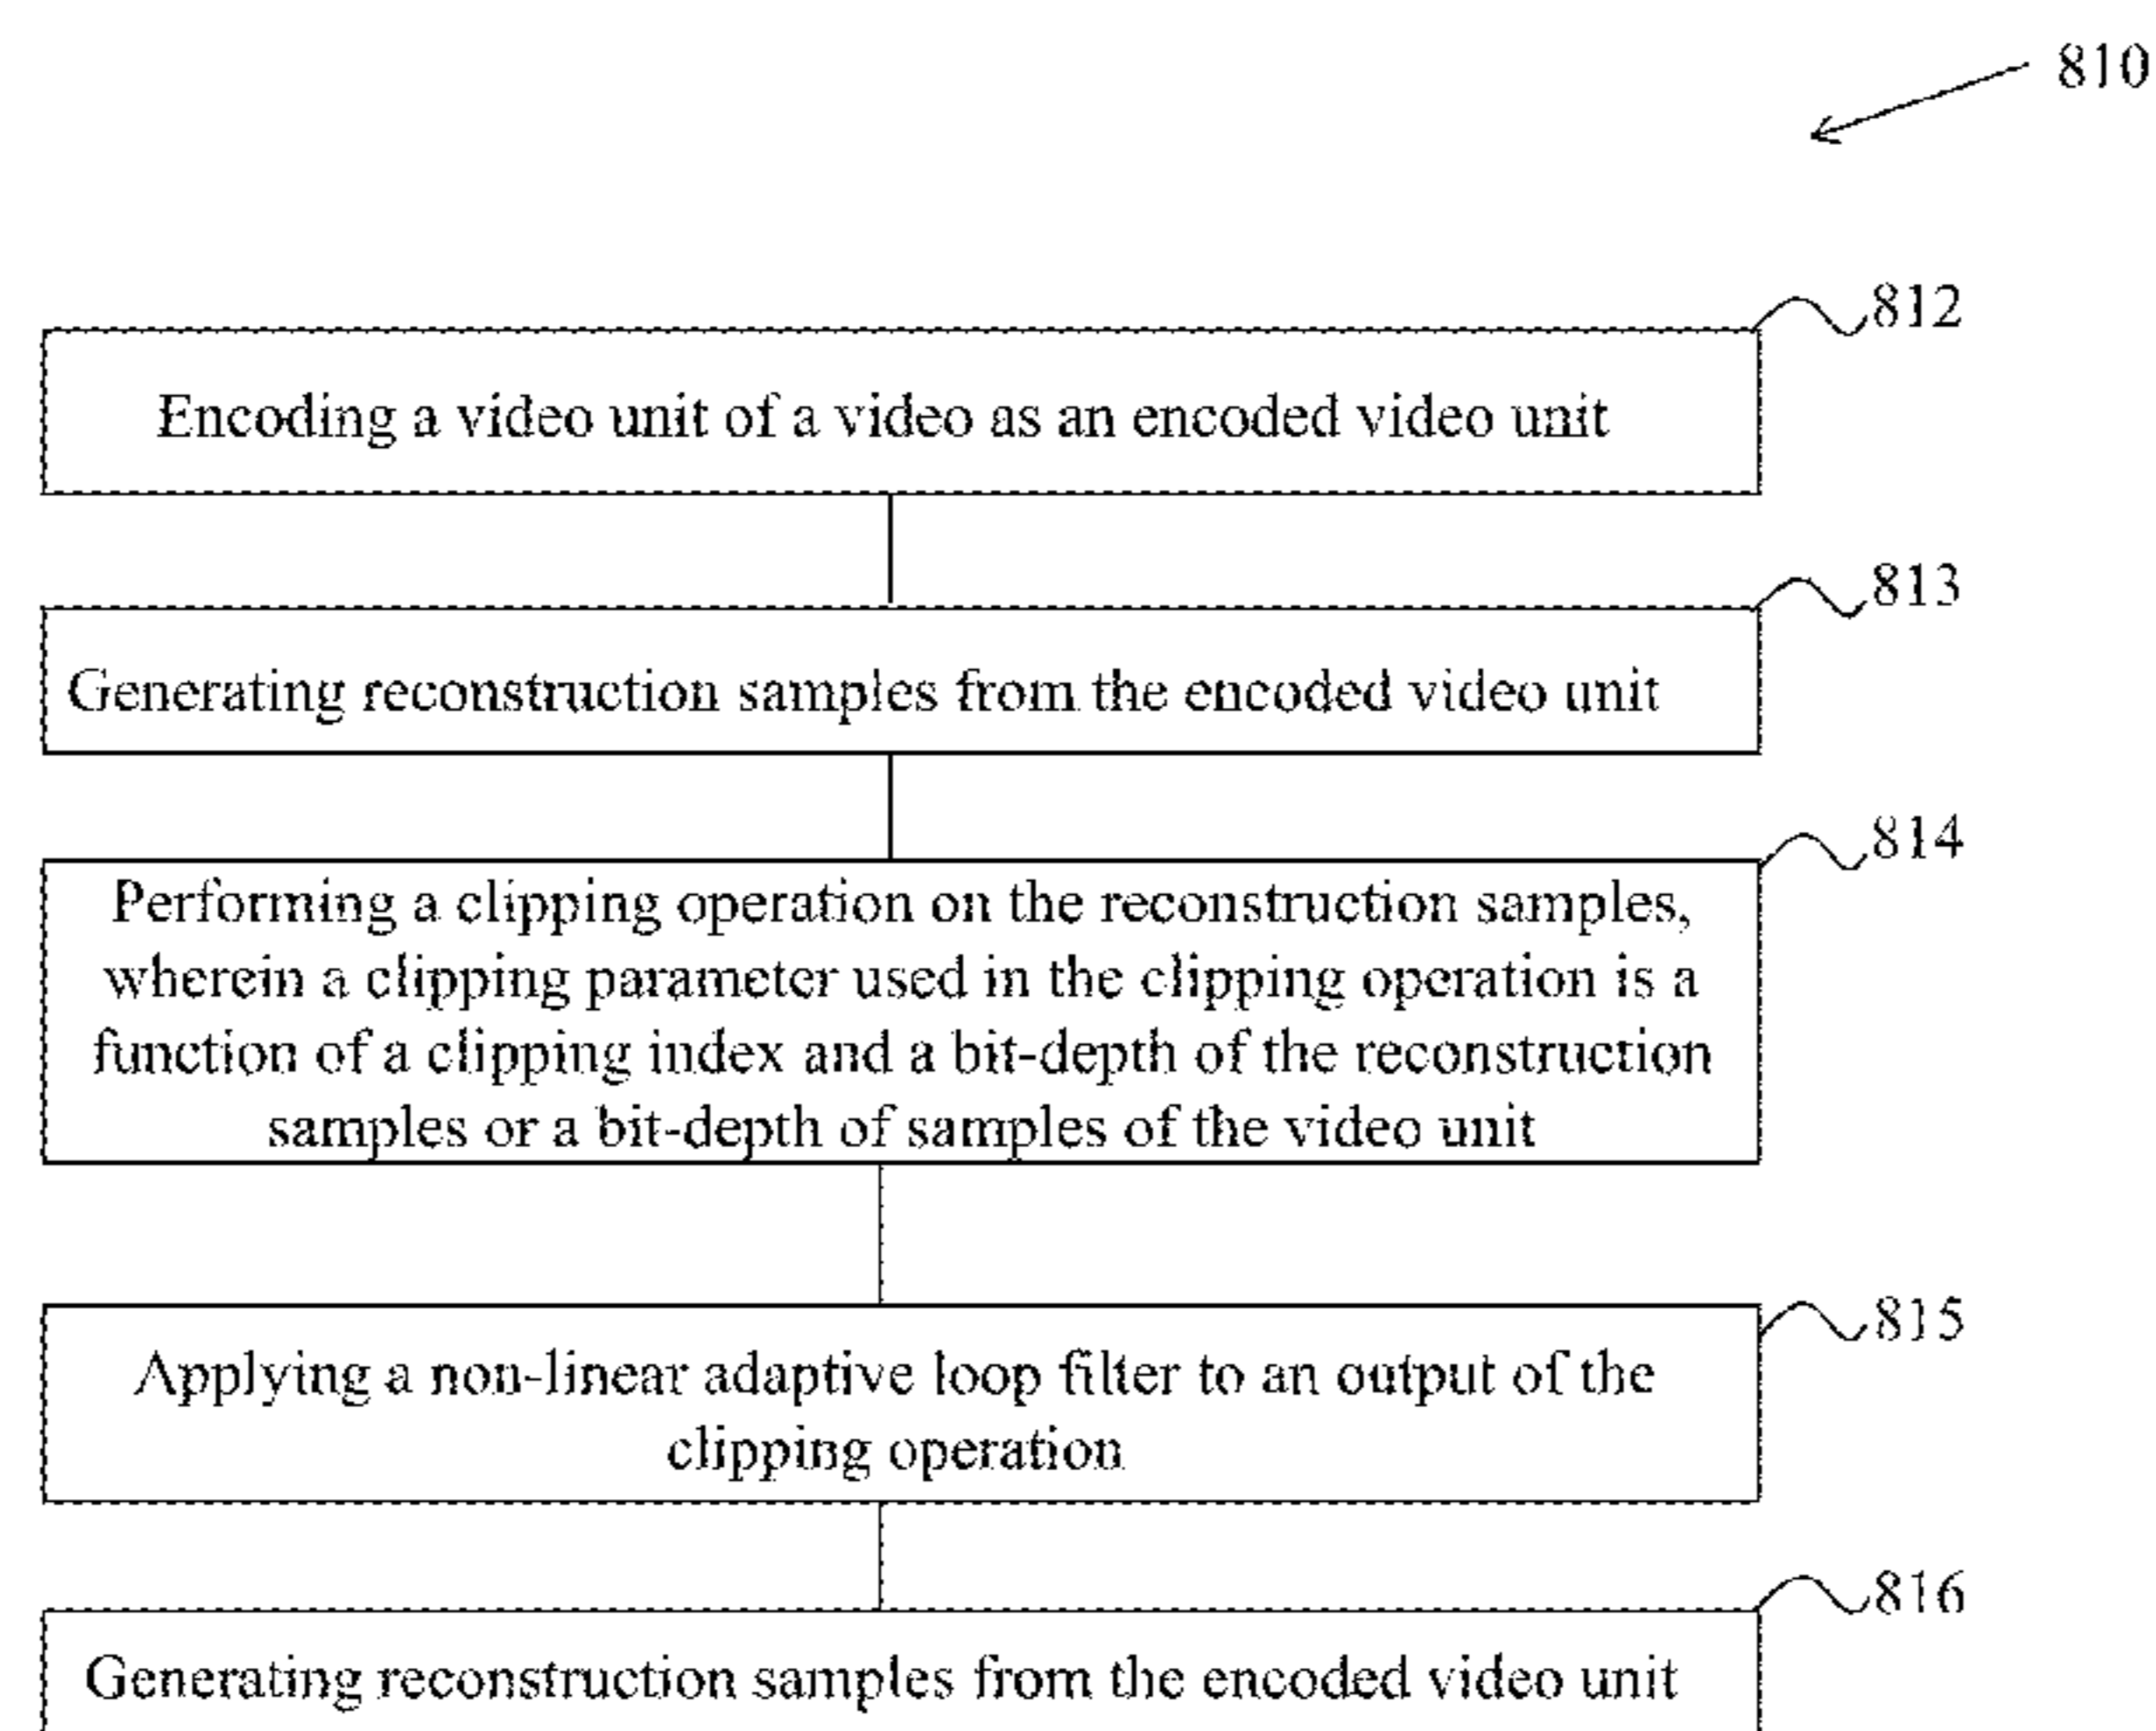 810
812
Encoding a video unit of a video as an encoded video unit
813
Generating reconstruction samples from the encoded video unit
814
Performing a clipping operation on the reconstruction samples,
wherein a clipping parameter used in the clipping operation is a
function of a clipping index and a bit-depth of the reconstruction
samples or a bit-depth of samples of the video unit
815
Applying a non-linear adaptive loop filter to an output of the
clipping operation
816
Generating reconstruction samples from the encoded video unit